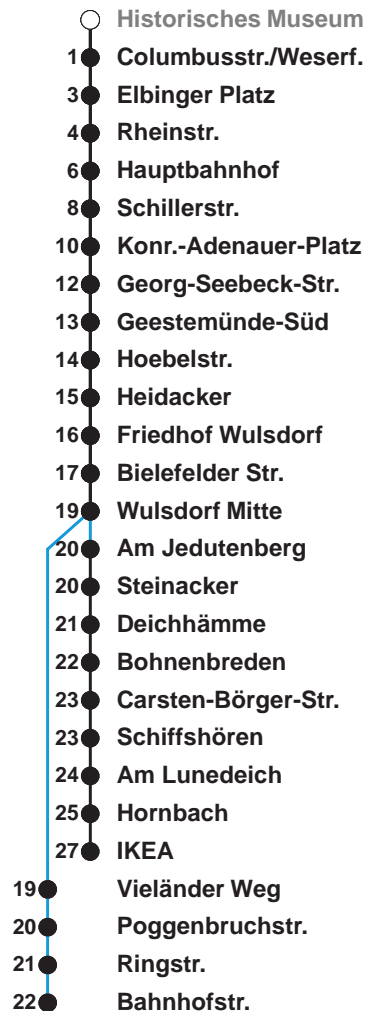 Historisches Museum
1 Columbusstr./Weserf.
3 Elbinger Platz
4 Rheinstr.
6 Hauptbahnhof
8 Schillerstr.
10 Konr.-Adenauer-Platz
12 Georg-Seebeck-Str.
13 Geestemünde-Süd
14 Hoebelstr.
15 Heidacker
16 Friedhof Wulsdorf
17 Bielefelder Str.
19 Wulsdorf Mitte
20 Am Jedutenberg
20 Steinacker
21 Deichhämme
22 Bohnenbreden
23 Carsten-Börger-Str.
23 Schiffshören
24 Am Lunedeich
25 Hornbach
27 IKEA
19 Vieländer Weg
20 Poggenbruchstr.
21 Ringstr.
22 Bahnhofstr.